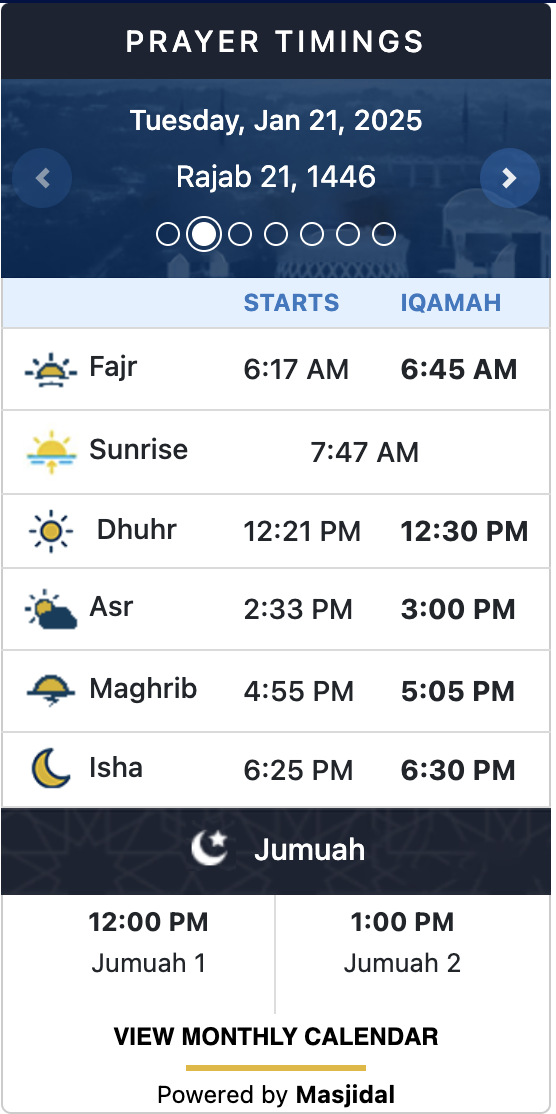 PRAYER TIMINGS
Tuesday, Jan 21, 2025
Rajab 21, 1446
STARTS IQAMAH
Fajr 6:17 AM 6:45 AM
Sunrise 7:47 AM
Dhuhr 12:21 PM 12:30 PM
Asr 2:33 PM 3:00 PM
Maghrib 4:55 PM 5:05 PM
Isha 6:25 PM 6:30 PM
Jumuah
12:00 PM 1:00 PM
Jumuah 1 Jumuah 2
VIEW MONTHLY CALENDAR
Powered by Masjidal